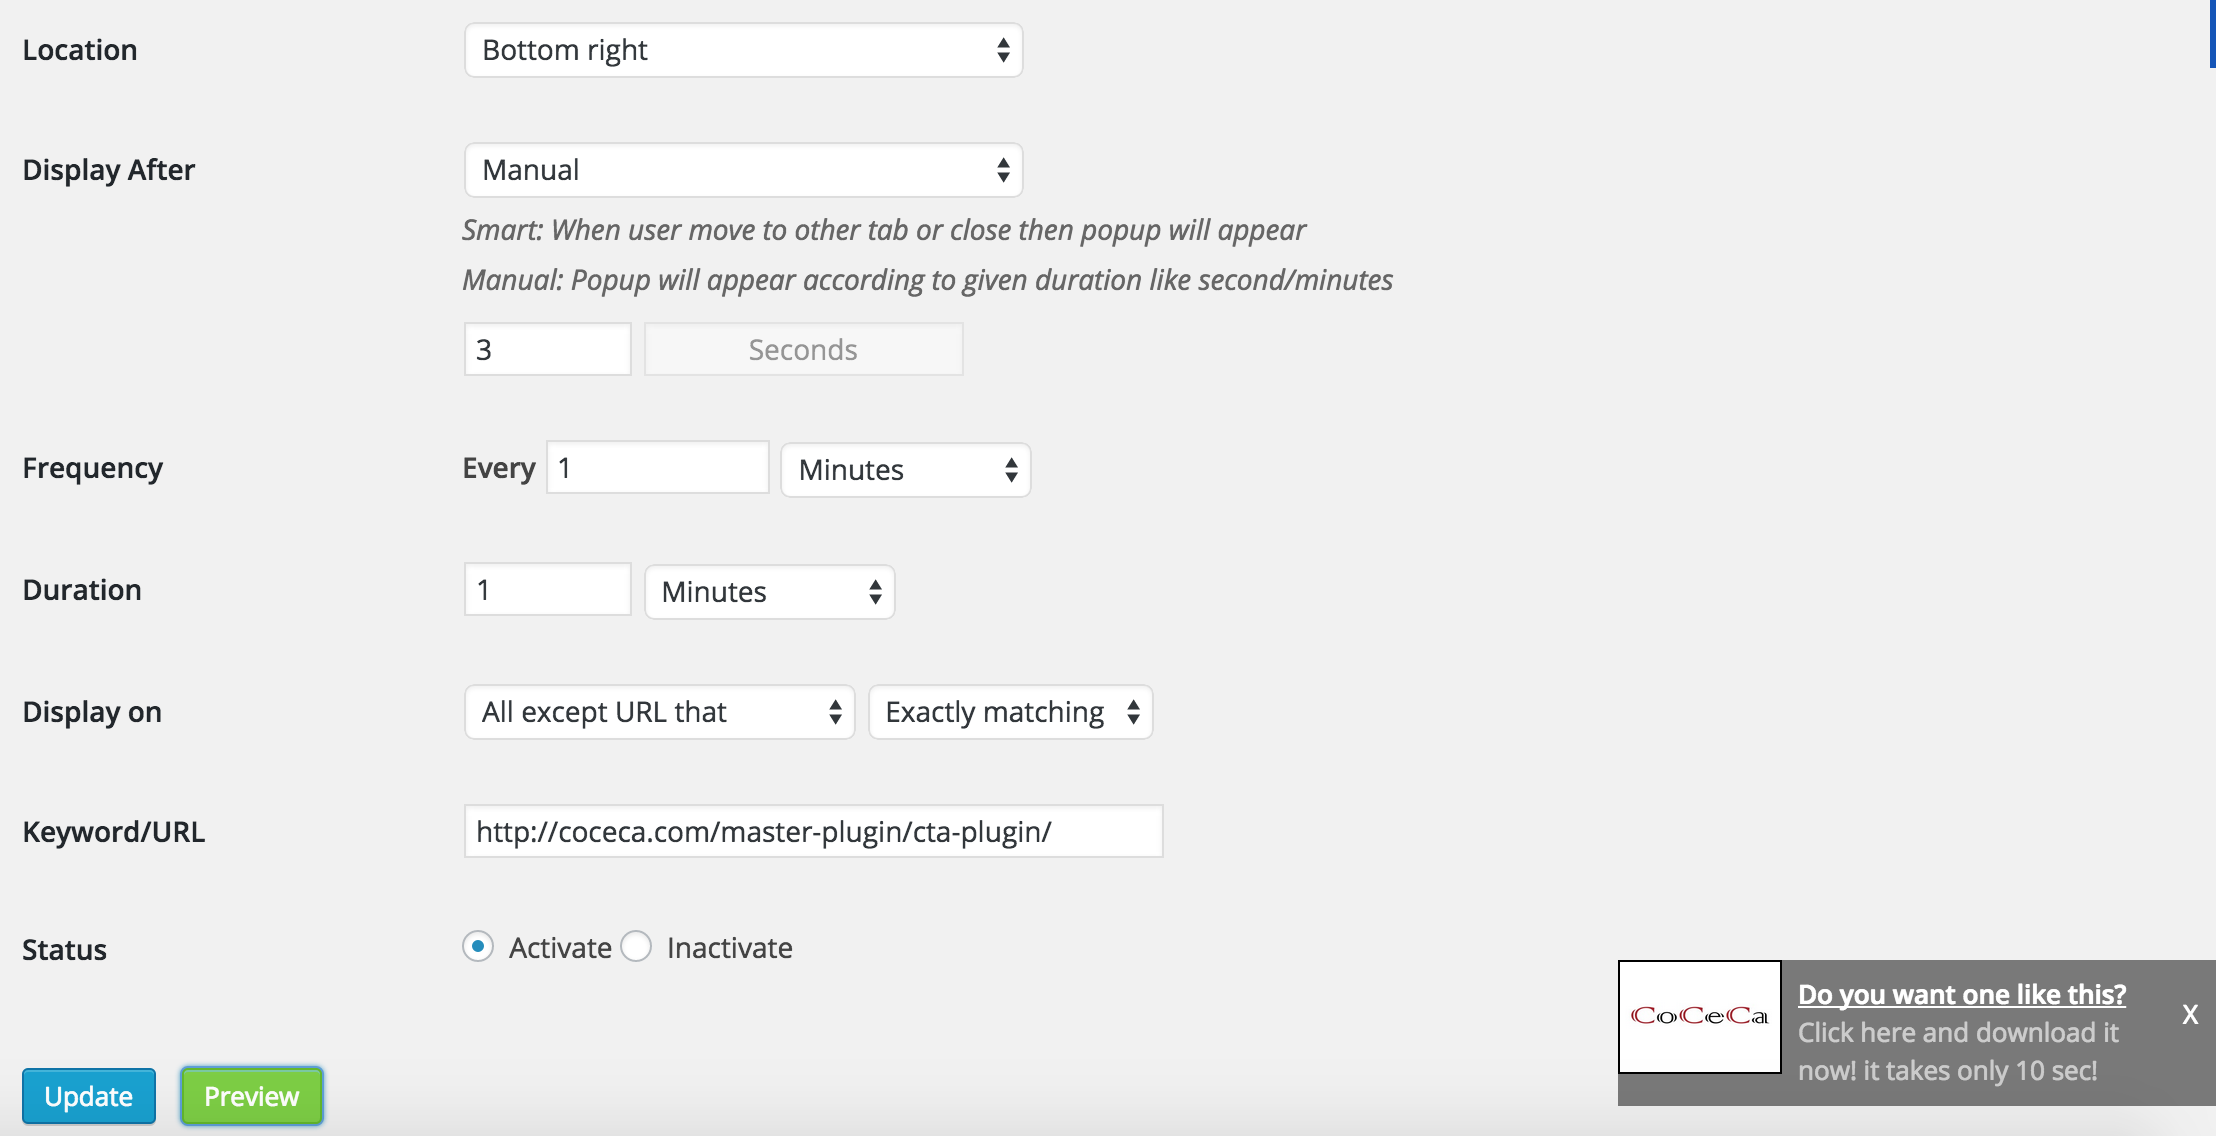 Location
Bottom right
Display After
Manual
Smart: When user move to other tab or close then popup will appear
Manual: Popup will appear according to given duration like second/minutes
3 Seconds
Frequency
Every 1 Minutes
Duration
1 Minutes
Display on
All except URL that Exactly matching
Keyword/URL
http://coceca.com/master-plugin/cta-plugin/
Status
Activate Inactivate
Update Preview
CoCeCa
Do you want one like this?
Click here and download it
now! it takes only 10 sec!
X